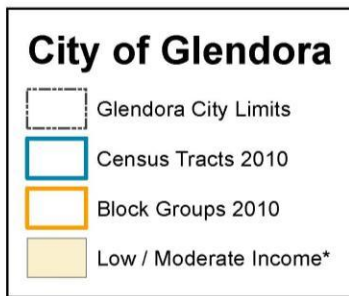 City of Glendora
Glendora City Limits
Census Tracts 2010
Block Groups 2010
Low / Moderate Income*